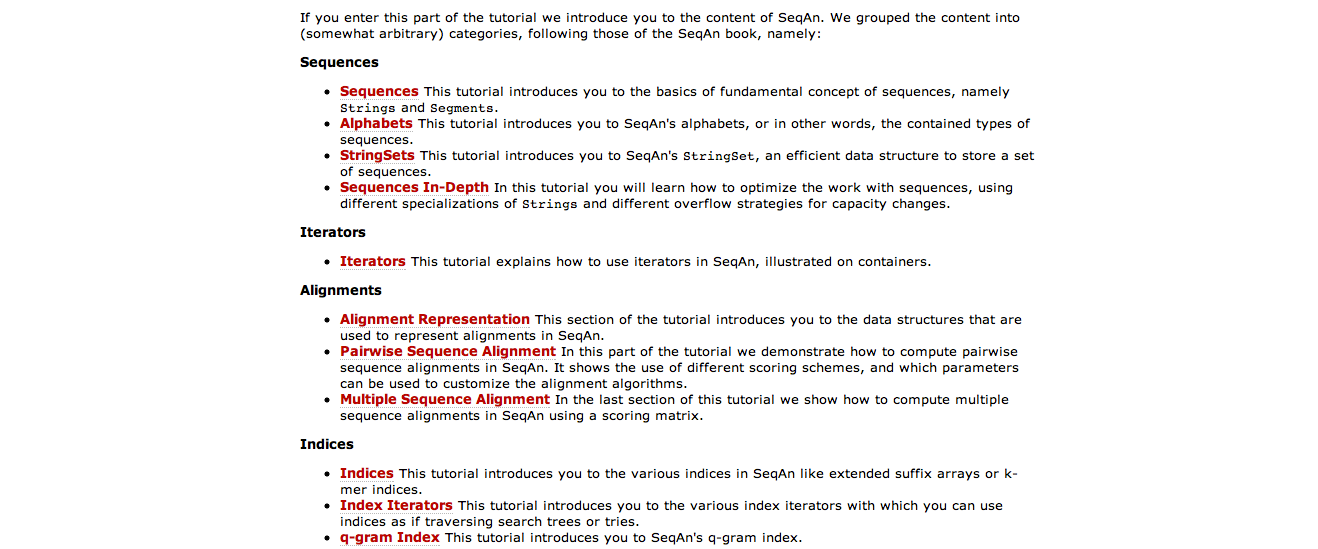 If you enter this part of the tutorial we introduce you to the content of SeqAn. We grouped the content into
(somewhat arbitrary) categories, following those of the SeqAn book, namely:
Sequences
• Sequences This tutorial introduces you to the basics of fundamental concept of sequences, namely
Strings and Segments.
• Alphabets This tutorial introduces you to SeqAn's alphabets, or in other words, the contained types of
sequences.
• StringSets This tutorial introduces you to SeqAn's StringSet, an efficient data structure to store a set
of sequences.
• Sequences In-Depth In this tutorial you will learn how to optimize the work with sequences, using
different specializations of Strings and different overflow strategies for capacity changes.
Iterators
• Iterators This tutorial explains how to use iterators in SeqAn, illustrated on containers.
Alignments
• Alignment Representation This section of the tutorial introduces you to the data structures that are
used to represent alignments in SeqAn.
• Pairwise Sequence Alignment In this part of the tutorial we demonstrate how to compute pairwise
sequence alignments in SeqAn. It shows the use of different scoring schemes, and which parameters
can be used to customize the alignment algorithms.
• Multiple Sequence Alignment In the last section of this tutorial we show how to compute multiple
sequence alignments in SeqAn using a scoring matrix.
Indices
• Indices This tutorial introduces you to the various indices in SeqAn like extended suffix arrays or k-
mer indices.
• Index Iterators This tutorial introduces you to the various index iterators with which you can use
indices as if traversing search trees or tries.
• q-gram Index This tutorial introduces you to SeqAn's q-gram index.